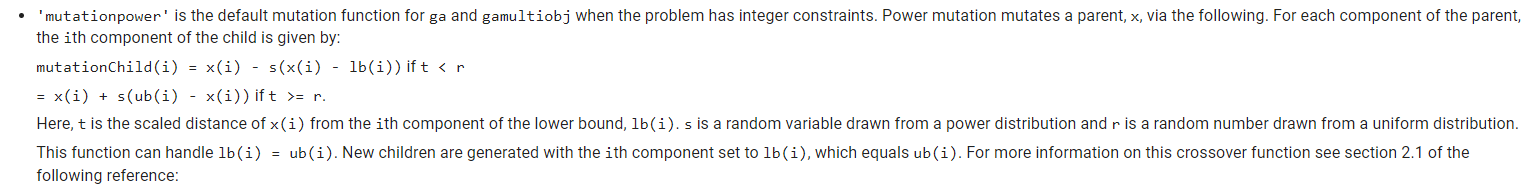 • 'mutationpower' is the default mutation function for ga and gamultiobj when the problem has integer constraints. Power mutation mutates a parent, x, via the following. For each component of the parent,
the ith component of the child is given by:
mutationChild(i) = x(i) - s(x(i) - lb(i)) if t < r
= x(i) + s(ub(i) - x(i)) if t >= r.
Here, t is the scaled distance of x(i) from the ith component of the lower bound, lb(i). s is a random variable drawn from a power distribution and r is a random number drawn from a uniform distribution.
This function can handle lb(i) = ub(i). New children are generated with the ith component set to lb(i), which equals ub(i). For more information on this crossover function see section 2.1 of the
following reference: